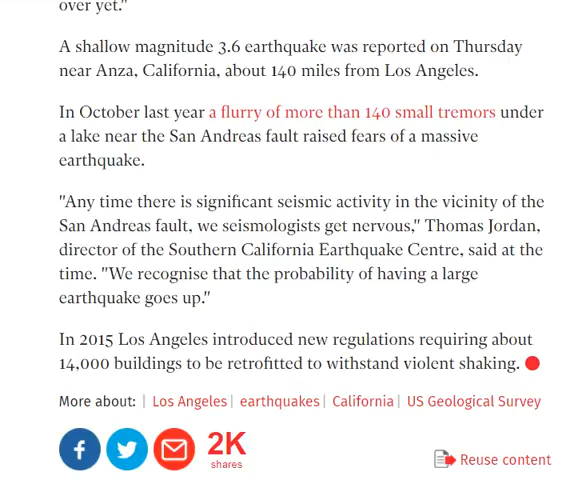 over yet."
A shallow magnitude 3.6 earthquake was reported on Thursday
near Anza, California, about 140 miles from Los Angeles.
In October last year a flurry of more than 140 small tremors under
a lake near the San Andreas fault raised fears of a massive
earthquake.
"Any time there is significant seismic activity in the vicinity of the
San Andreas fault, we seismologists get nervous," Thomas Jordan,
director of the Southern California Earthquake Centre, said at the
time. "We recognise that the probability of having a large
earthquake goes up."
In 2015 Los Angeles introduced new regulations requiring about
14,000 buildings to be retrofitted to withstand violent shaking.
More about: | Los Angeles | earthquakes | California | US Geological Survey
2K
shares
Reuse content